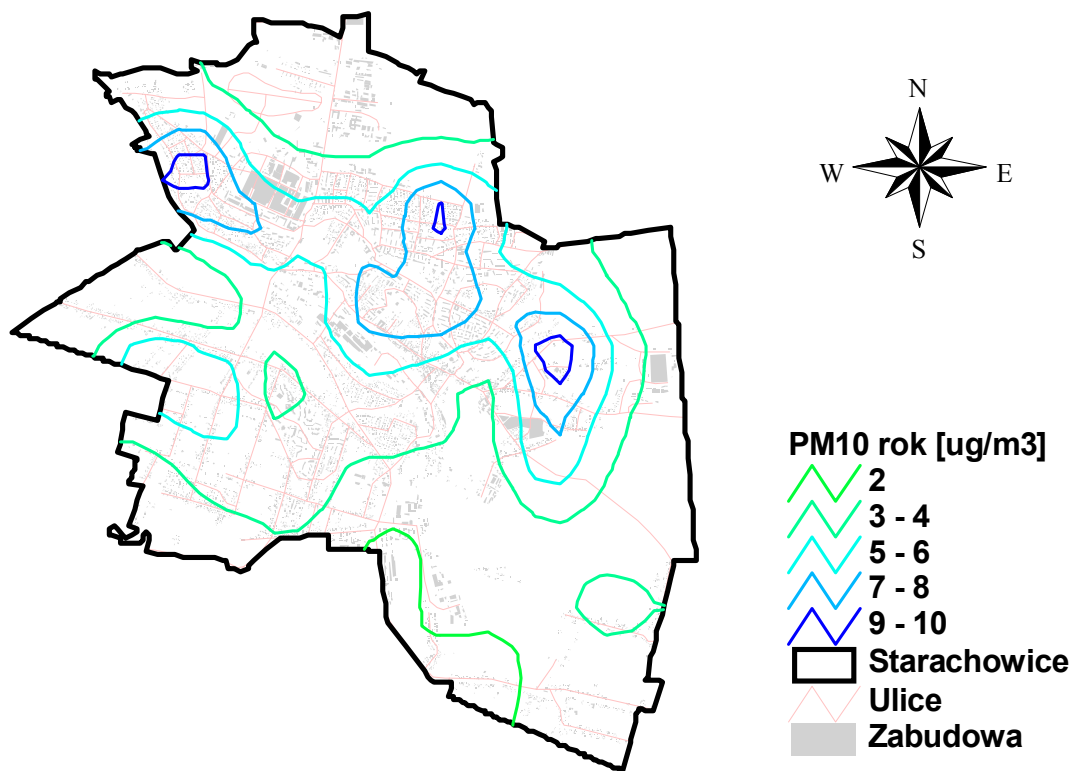 N
W
E
S
PM10 rok [ug/m3]
2
3 - 4
5 - 6
7 - 8
9 - 10
Starachowice
Ulice
Zabudowa